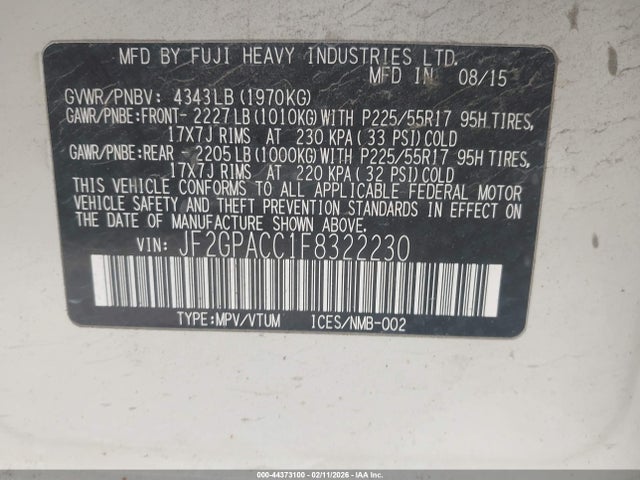 MFD BY FUJI HEAVY INDUSTRIES LTD.
MFD IN 08/15
GVWR/PNBV: 4343LB (1970KG)
GAWR/PNBE:FRONT- 2227LB (1010KG) WITH P225/55R17 95H TIRES,
17X7J RIMS AT 230 KPA (33 PSI) COLD
GAWR/PNBE:REAR - 2205LB (1000KG) WITH P225/55R17 95H TIRES,
17X7J RIMS AT 220 KPA (32 PSI) COLD
THIS VEHICLE CONFORMS TO ALL APPLICABLE FEDERAL MOTOR
VEHICLE SAFETY AND THEFT PREVENTION STANDARDS IN EFFECT ON
THE DATE OF MANUFACTURE SHOWN ABOVE.
VIN: JF2GPACC1F8322230
TYPE:MPV/VTUM ICES/NMB-002
000-44373100 - 02/11/2026 - Copyright IAA, Inc.